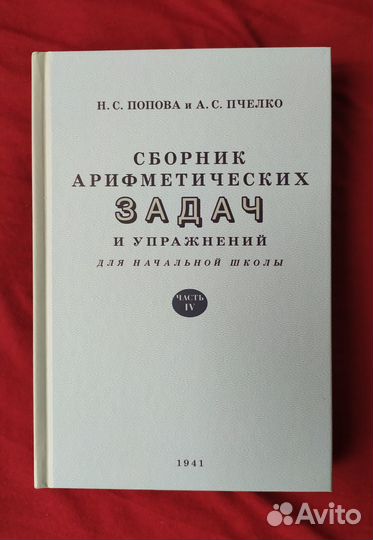 Н. С. ПОПОВА и А. С. ПЧЕЛКО
СБОРНИК
АРИФМЕТИЧЕСКИХ
ЗАДАЧ
И УПРАЖНЕНИЙ
ДЛЯ НАЧАЛЬНОЙ ШКОЛЫ
ЧАСТЬ
IV
1941
Avito